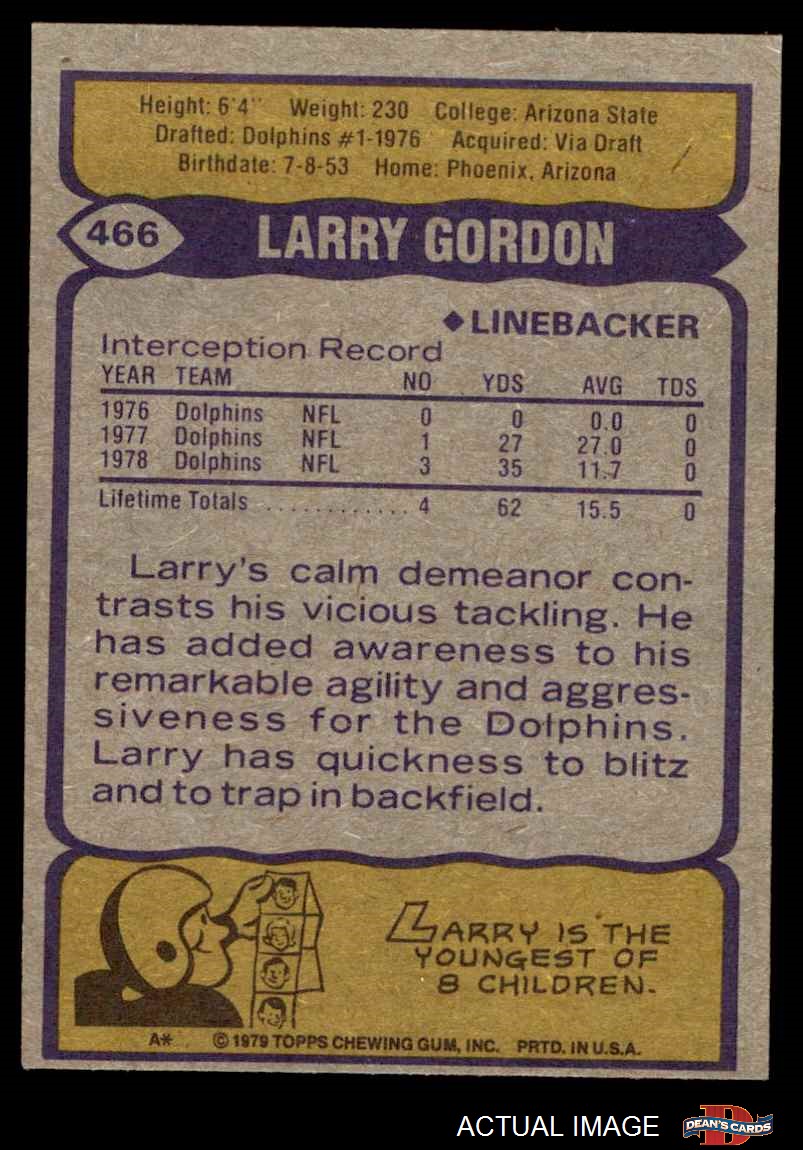 Height: 6'4" Weight: 230 College: Arizona State
Drafted: Dolphins #1-1976 Acquired: Via Draft
Birthdate: 7-8-53 Home: Phoenix, Arizona
466 LARRY GORDON
◆LINEBACKER
Interception Record
YEAR TEAM NO YDS AVG TDS
1976 Dolphins NFL 0 0 0.0 0
1977 Dolphins NFL 1 27 27.0 0
1978 Dolphins NFL 3 35 11.7 0
Lifetime Totals ............ 4 62 15.5 0
Larry's calm demeanor con-
trasts his vicious tackling. He
has added awareness to his
remarkable agility and aggres-
siveness for the Dolphins.
Larry has quickness to blitz
and to trap in backfield.
LARRY IS THE
YOUNGEST OF
8 CHILDREN.
A* © 1979 TOPPS CHEWING GUM, INC. PRTD. IN U.S.A.
ACTUAL IMAGE D DEAN'S CARDS